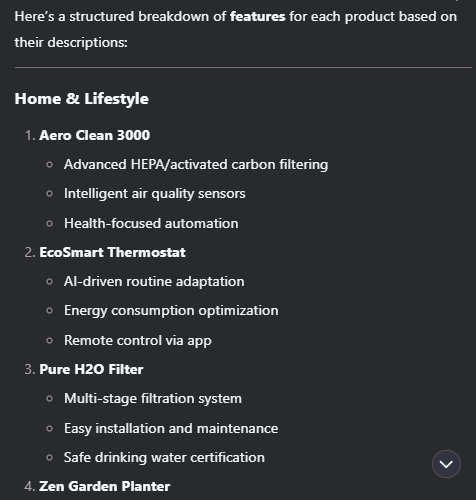 Here's a structured breakdown of features for each product based on
their descriptions:
Home & Lifestyle
1. Aero Clean 3000
Advanced HEPA/activated carbon filtering
Intelligent air quality sensors
Health-focused automation
2. EcoSmart Thermostat
AI-driven routine adaptation
Energy consumption optimization
Remote control via app
3. Pure H2O Filter
Multi-stage filtration system
Easy installation and maintenance
Safe drinking water certification
4. Zen Garden Planter